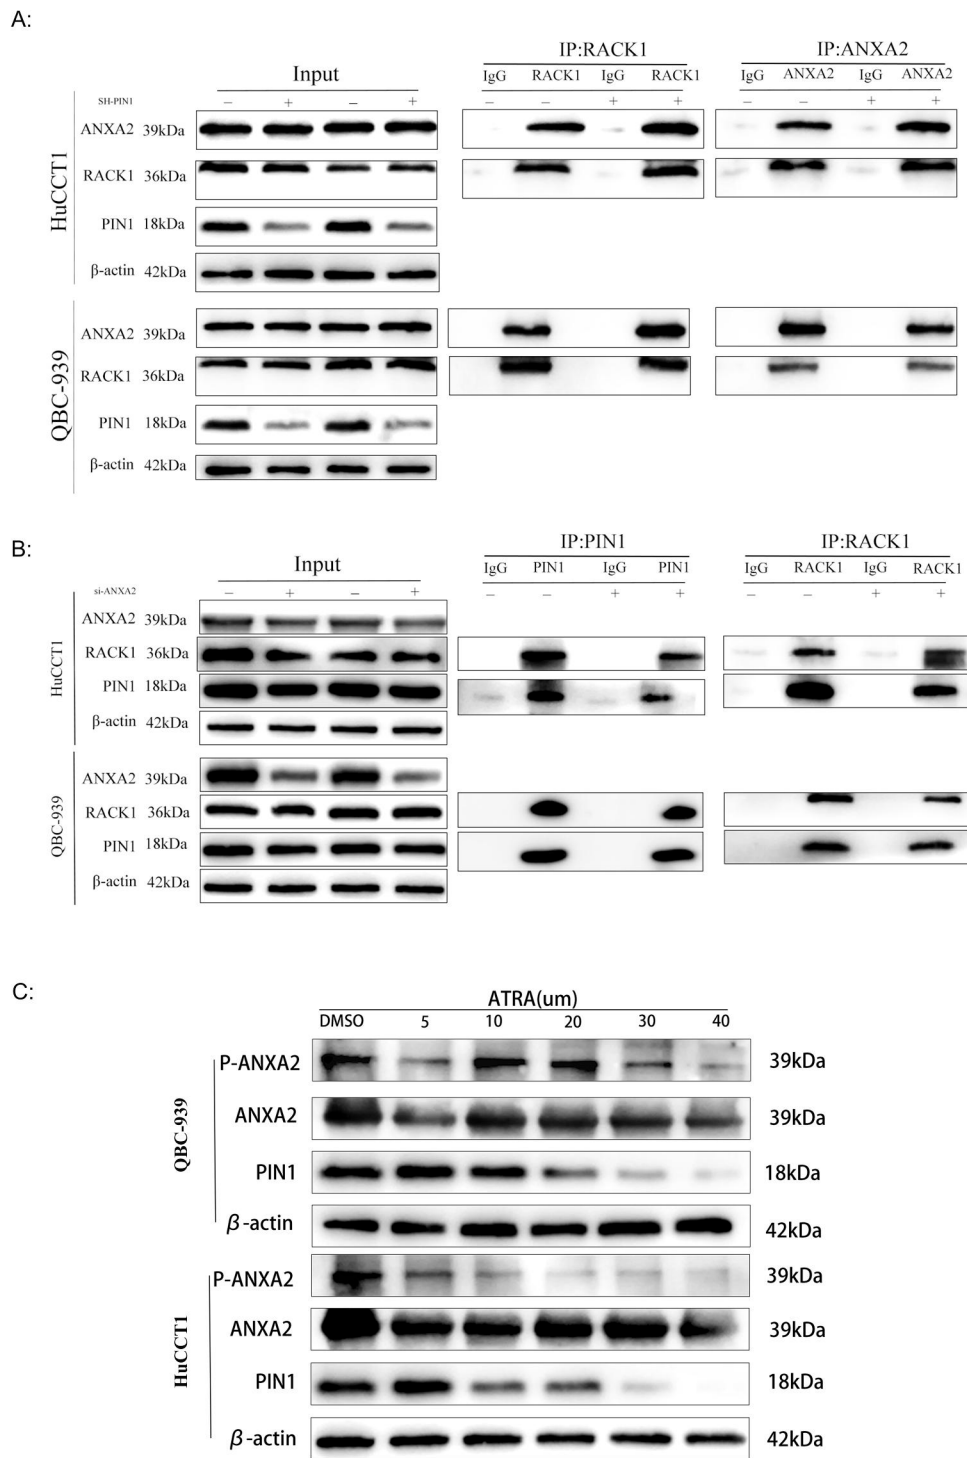 A:
Input
IP:RACK1
IP:ANXA2
IgG RACK1 IgG RACK1
IgG ANXA2 IgG ANXA2
SH-PIN1 – + – +
– – + +
– – + +
HuCCT1
ANXA2 39kDa
RACK1 36kDa
PIN1 18kDa
β-actin 42kDa
QBC-939
ANXA2 39kDa
RACK1 36kDa
PIN1 18kDa
β-actin 42kDa
B:
Input
IP:PIN1
IP:RACK1
IgG PIN1 IgG PIN1
IgG RACK1 IgG RACK1
si-ANXA2 – + – +
– – + +
– – + +
HuCCT1
ANXA2 39kDa
RACK1 36kDa
PIN1 18kDa
β-actin 42kDa
QBC-939
ANXA2 39kDa
RACK1 36kDa
PIN1 18kDa
β-actin 42kDa
C:
ATRA(um)
DMSO 5 10 20 30 40
QBC-939
P-ANXA2 39kDa
ANXA2 39kDa
PIN1 18kDa
β-actin 42kDa
HuCCT1
P-ANXA2 39kDa
ANXA2 39kDa
PIN1 18kDa
β-actin 42kDa